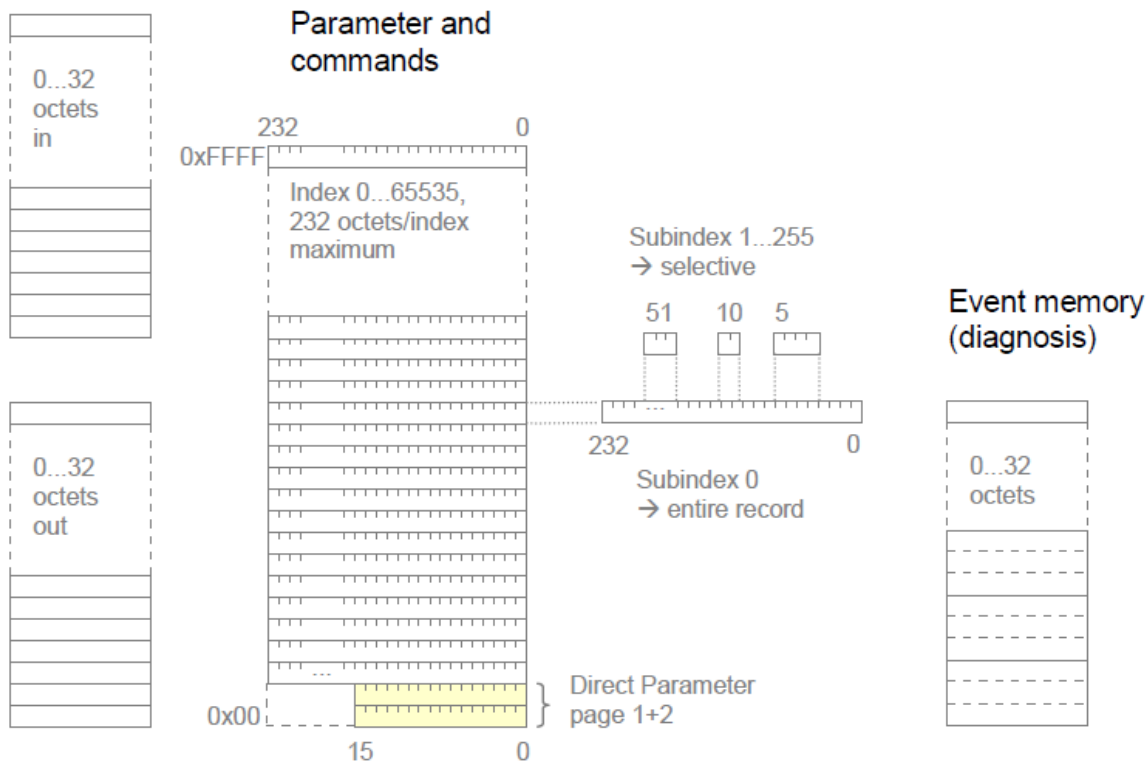 0...32
octets
in
0...32
octets
out
Parameter and
commands
232 0
0xFFFF
Index 0...65535,
232 octets/index
maximum
...
0x00
15 0
Direct Parameter
page 1+2
Subindex 1...255
→ selective
51 10 5
...
232 0
Subindex 0
→ entire record
Event memory
(diagnosis)
0...32
octets